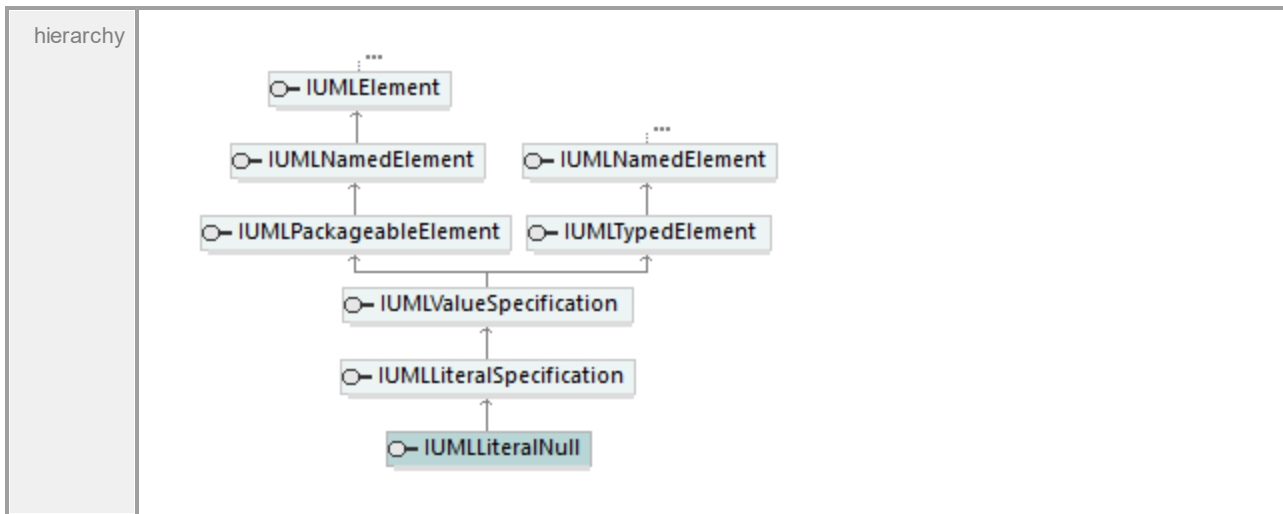 hierarchy
...
IUMLElement
...
IUMLNamedElement
IUMLNamedElement
IUMLPackageableElement
IUMLTypedElement
IUMLValueSpecification
IUMLLiteralSpecification
IUMLLiteralNull